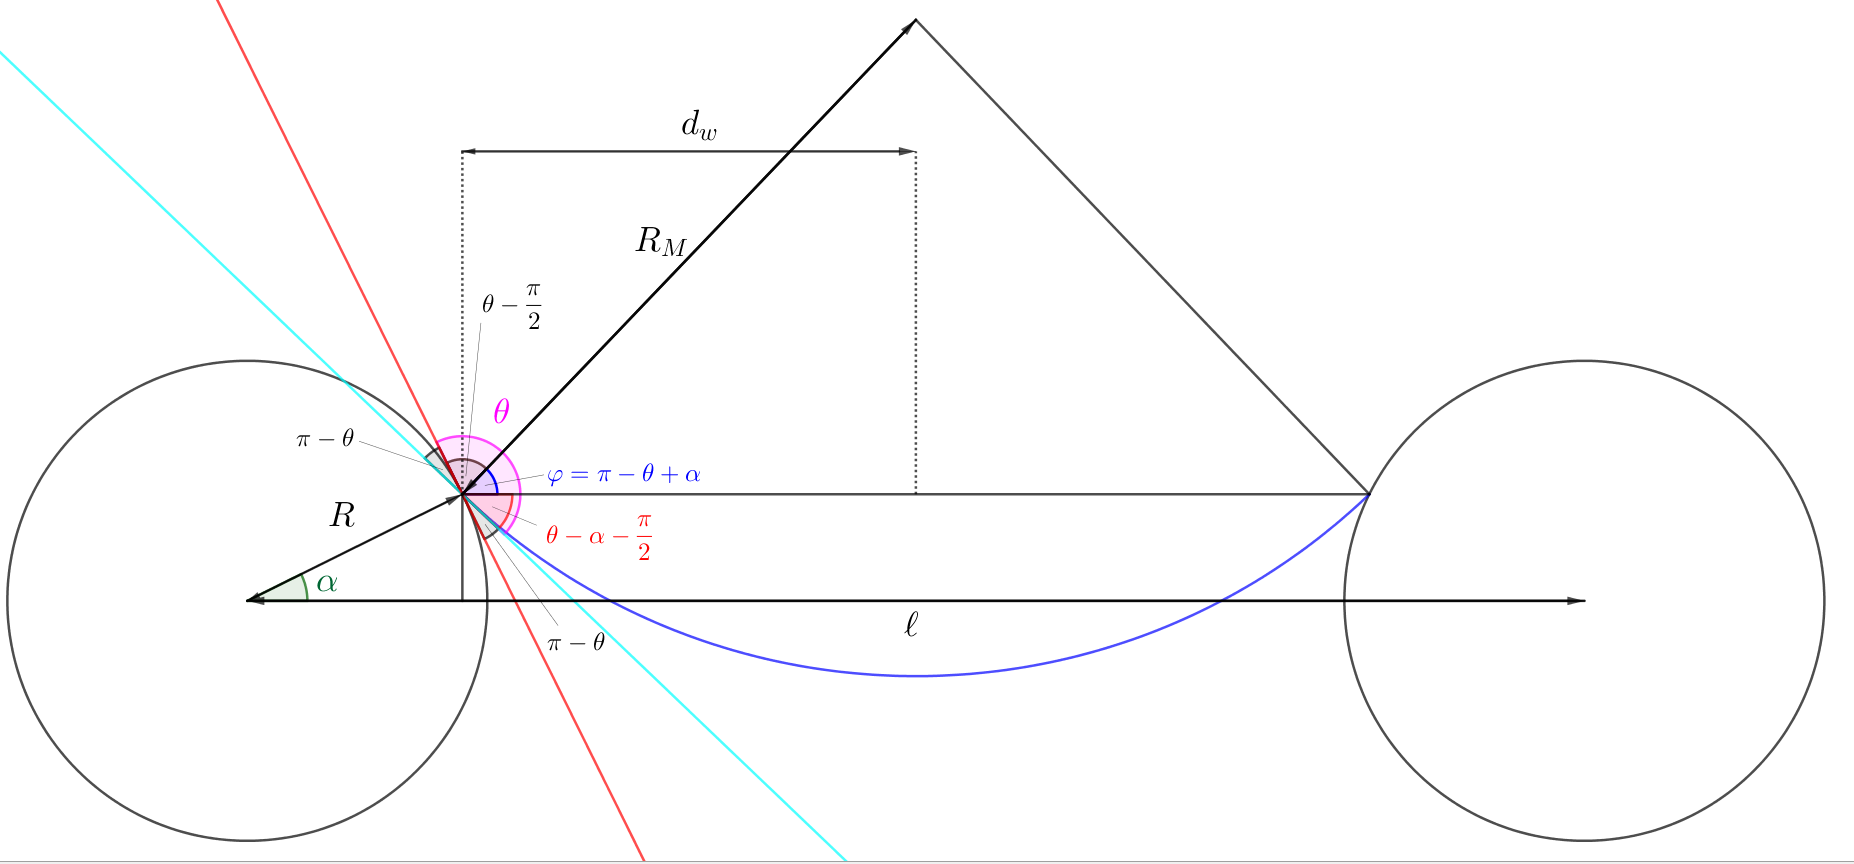 d_w
R_M
θ − π/2
θ
π − θ
φ = π − θ + α
R
θ − α − π/2
α
ℓ
π − θ